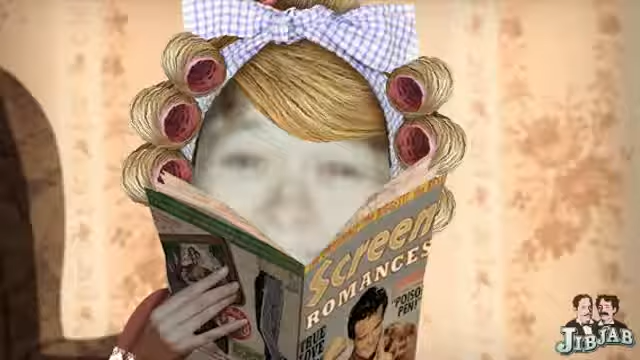 Screen
ROMANCES
"POISON
PEN"
TRUE
LOVE
JIBJAB